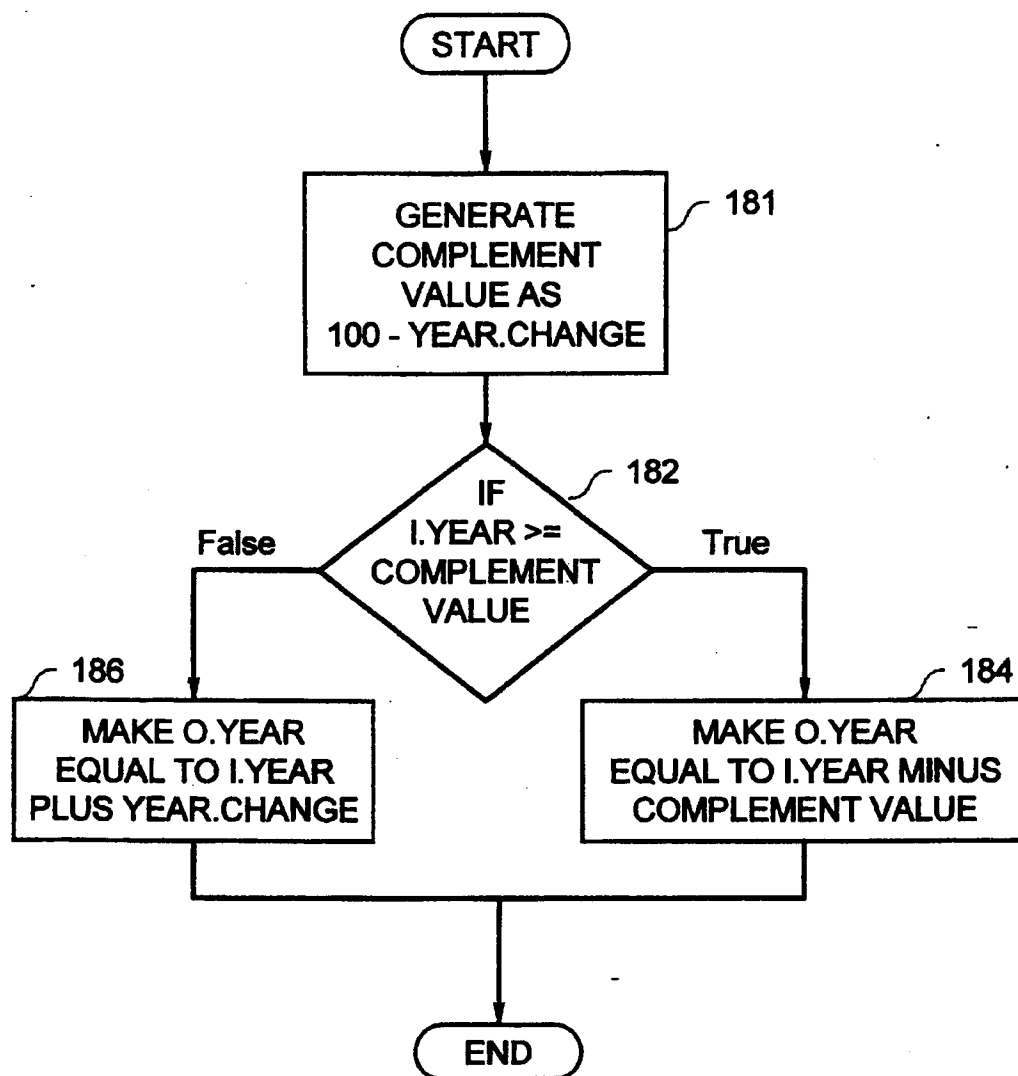 START
GENERATE
COMPLEMENT
VALUE AS
100 - YEAR.CHANGE
181
IF
I.YEAR >=
COMPLEMENT
VALUE
182
False
True
186
MAKE O.YEAR
EQUAL TO I.YEAR
PLUS YEAR.CHANGE
184
MAKE O.YEAR
EQUAL TO I.YEAR MINUS
COMPLEMENT VALUE
END